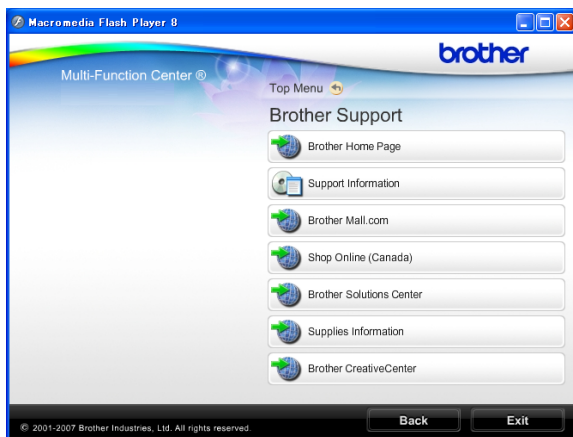 Macromedia Flash Player 8
brother
Multi-Function Center ®
Top Menu
Brother Support
Brother Home Page
Support Information
Brother Mall.com
Shop Online (Canada)
Brother Solutions Center
Supplies Information
Brother CreativeCenter
© 2001-2007 Brother Industries, Ltd. All rights reserved.
Back
Exit